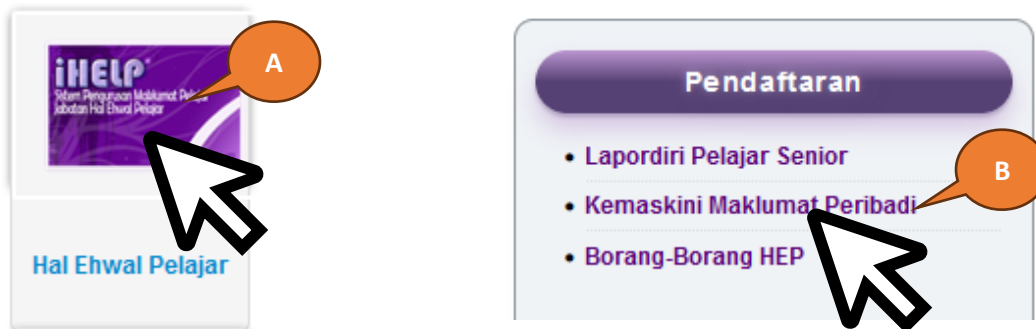 iHELP
Sistem Pengurusan Maklumat Pelajar
Jabatan Hal Ehwal Pelajar
A
Hal Ehwal Pelajar
Pendaftaran
Lapordiri Pelajar Senior
B
Kemaskini Maklumat Peribadi
Borang-Borang HEP